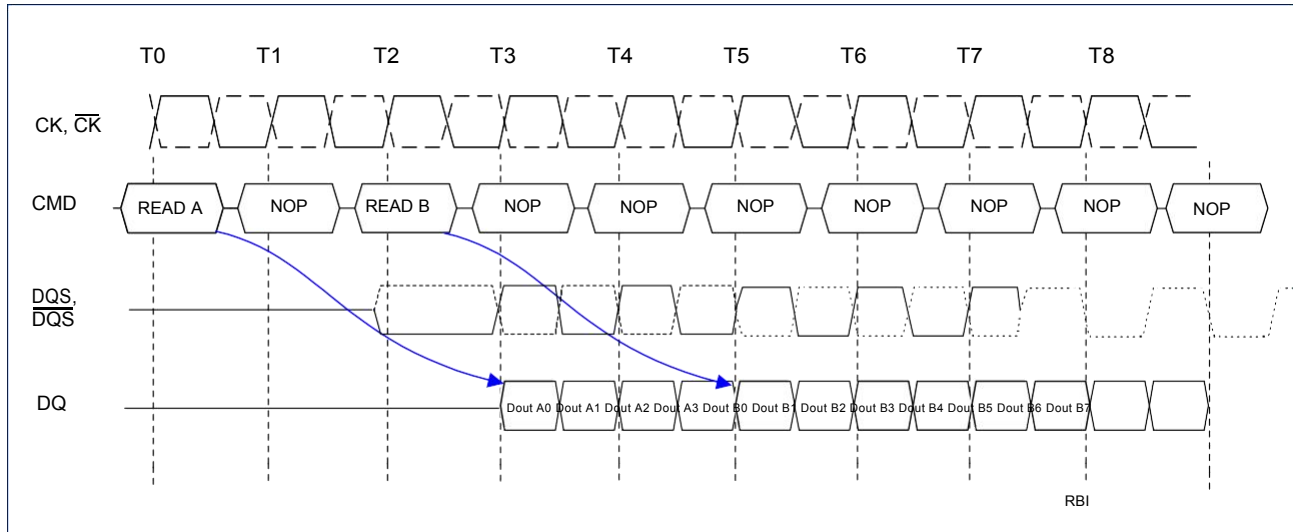 T0 T1 T2 T3 T4 T5 T6 T7 T8
CK, CK
CMD READ A NOP READ B NOP NOP NOP NOP NOP NOP NOP
DQS,
DQS
DQ Dout A0 Dout A1 Dout A2 Dout A3 Dout B0 Dout B1 Dout B2 Dout B3 Dout B4 Dout B5 Dout B6 Dout B7
RBI